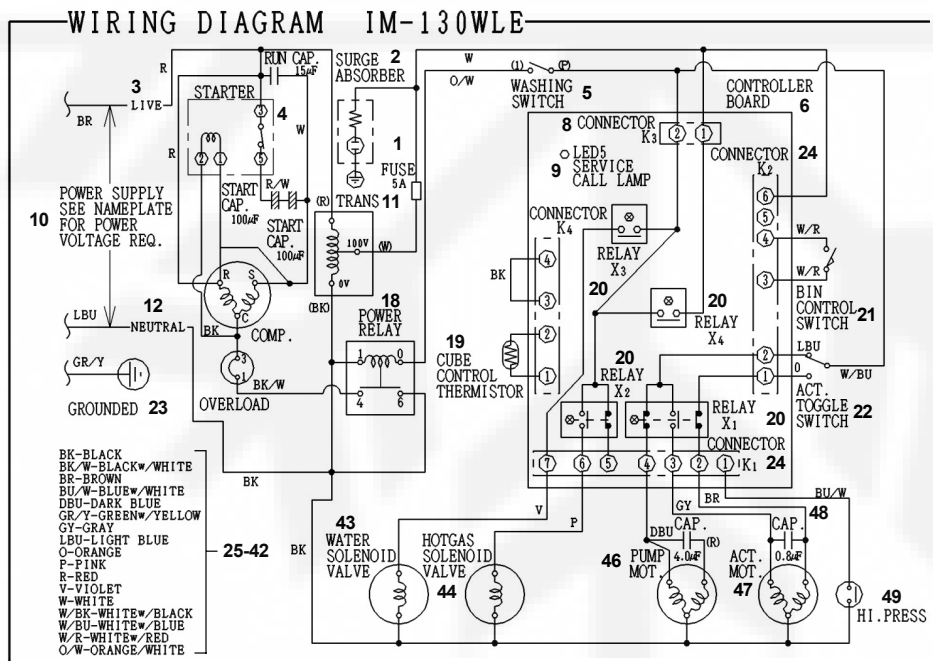 WIRING DIAGRAM IM-130WLE
R
RUN CAP.
15μF
SURGE
ABSORBER
2
W
O/W
(1)
(P)
WASHING
SWITCH
5
CONTROLLER
BOARD
6
3
LIVE
BR
STARTER
4
3
2
1
5
R
W
1
FUSE
5A
8
CONNECTOR
K3
2
1
9
LED5
SERVICE
CALL LAMP
CONNECTOR
K2
24
6
5
4
3
2
1
W/R
W/R
BIN
CONTROL
SWITCH
21
10
POWER SUPPLY
SEE NAMEPLATE
FOR POWER
VOLTAGE REQ.
START
CAP.
100μF
R/W
START
CAP.
100μF
(R)
TRANS
11
100V
(W)
0V
(BK)
CONNECTOR
K4
4
3
2
1
BK
RELAY
X3
20
20
RELAY
X4
R
S
C
COMP.
BK
12
LBU
NEUTRAL
18
POWER
RELAY
1
0
4
6
19
CUBE
CONTROL
THERMISTOR
20
RELAY
X2
LBU
0
W/BU
ACT.
TOGGLE
SWITCH
22
GR/Y
GROUNDED
23
3
1
OVERLOAD
BK/W
RELAY
X1
20
CONNECTOR
K1
24
7
6
5
4
3
2
1
BK
BK-BLACK
BK/W-BLACKw/WHITE
BR-BROWN
BU/W-BLUEw/WHITE
DBU-DARK BLUE
GR/Y-GREENw/YELLOW
GY-GRAY
LBU-LIGHT BLUE
O-ORANGE
P-PINK
R-RED
V-VIOLET
W-WHITE
W/BK-WHITEw/BLACK
W/BU-WHITEw/BLUE
W/R-WHITEw/RED
O/W-ORANGE/WHITE
25-42
BK
V
P
GY
BR
BU/W
43
WATER
SOLENOID
VALVE
HOTGAS
SOLENOID
VALVE
44
DBU
CAP.
(R)
4.0μF
46
PUMP
MOT.
CAP.
48
0.8μF
ACT.
MOT.
47
49
HI.PRESS